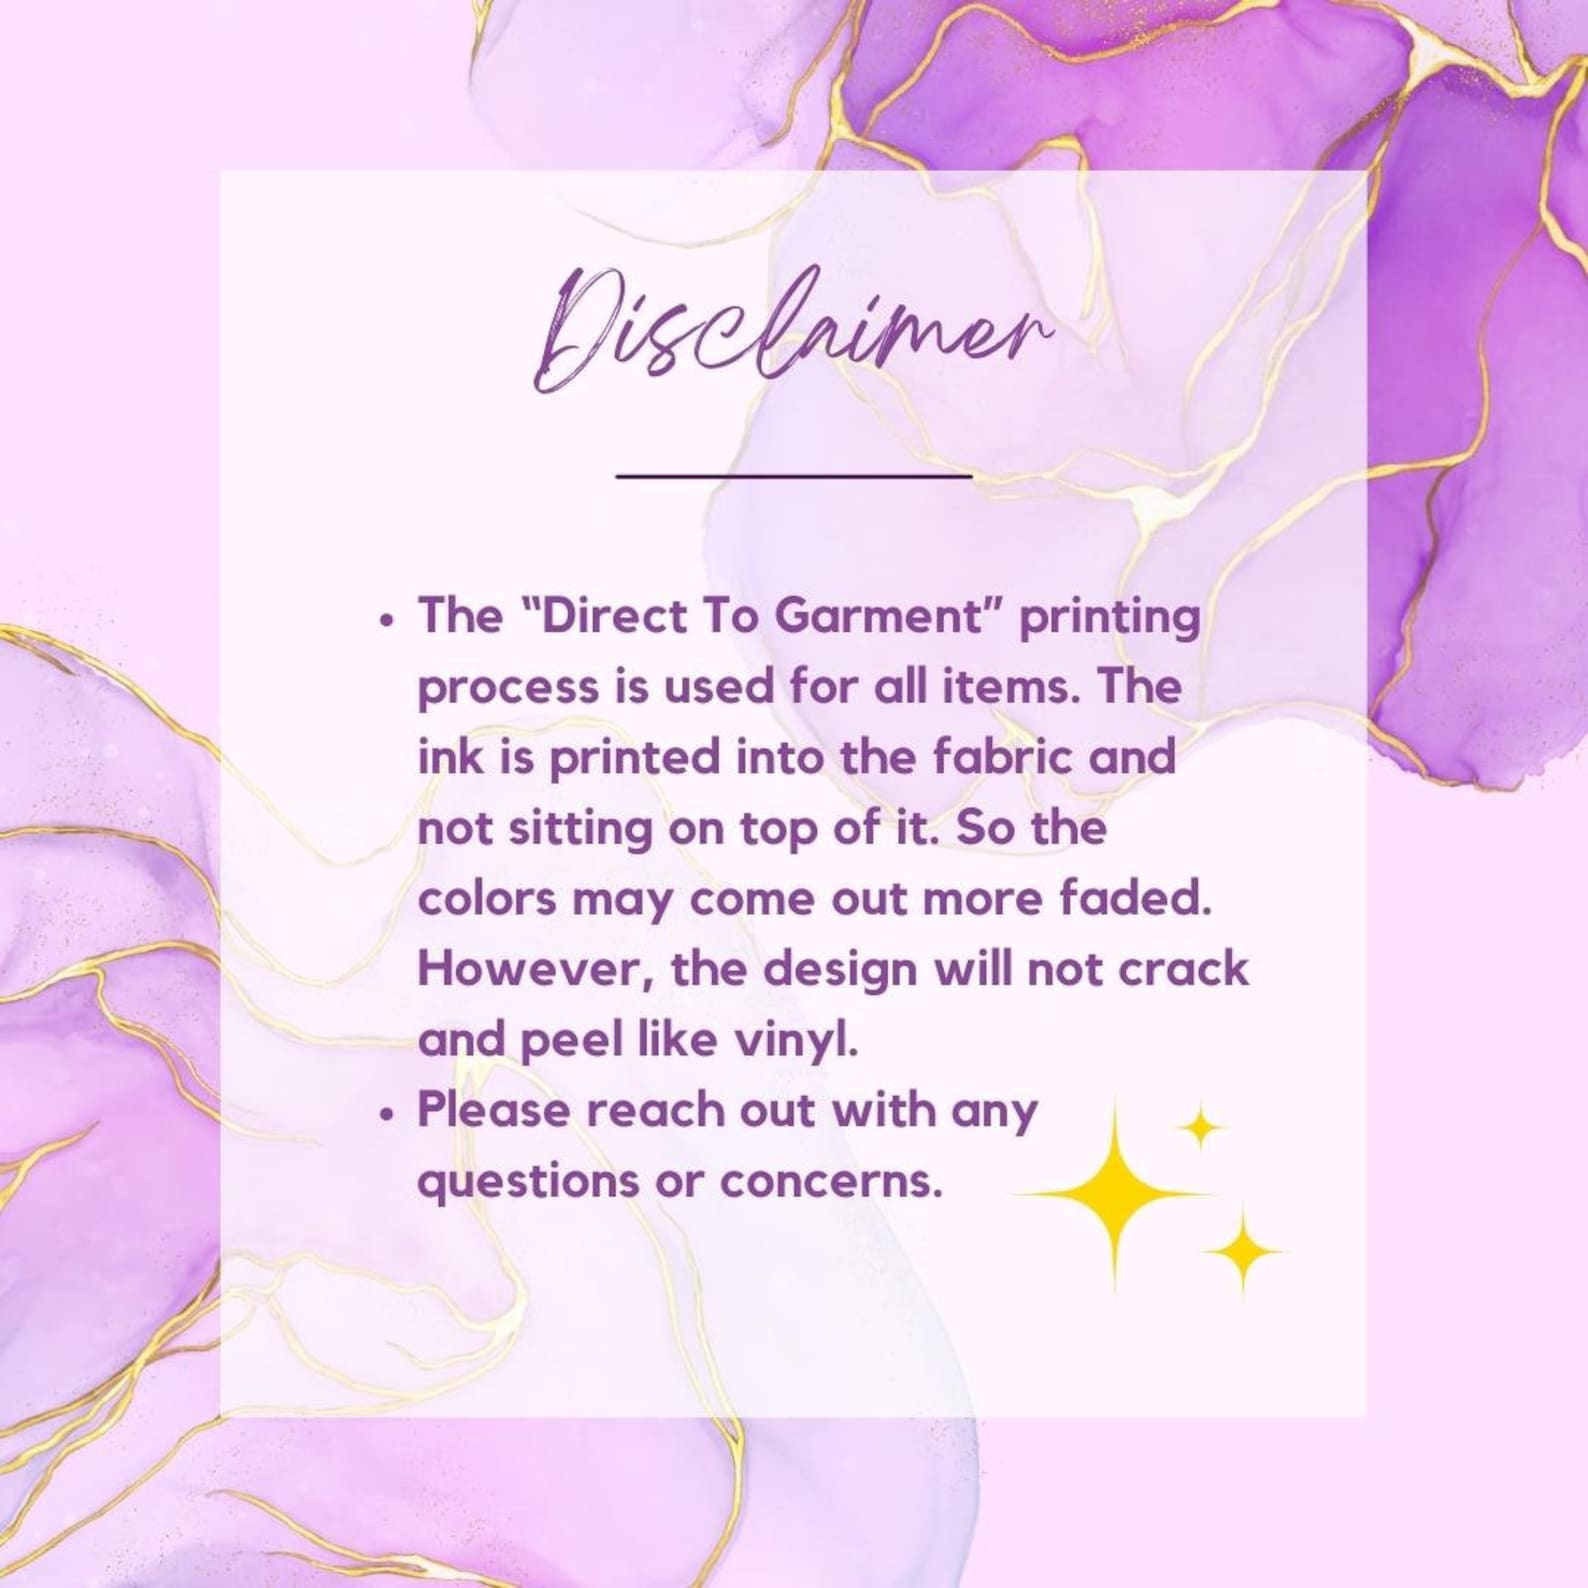 Disclaimer
• The “Direct To Garment” printing
process is used for all items. The
ink is printed into the fabric and
not sitting on top of it. So the
colors may come out more faded.
However, the design will not crack
and peel like vinyl.
• Please reach out with any
questions or concerns.